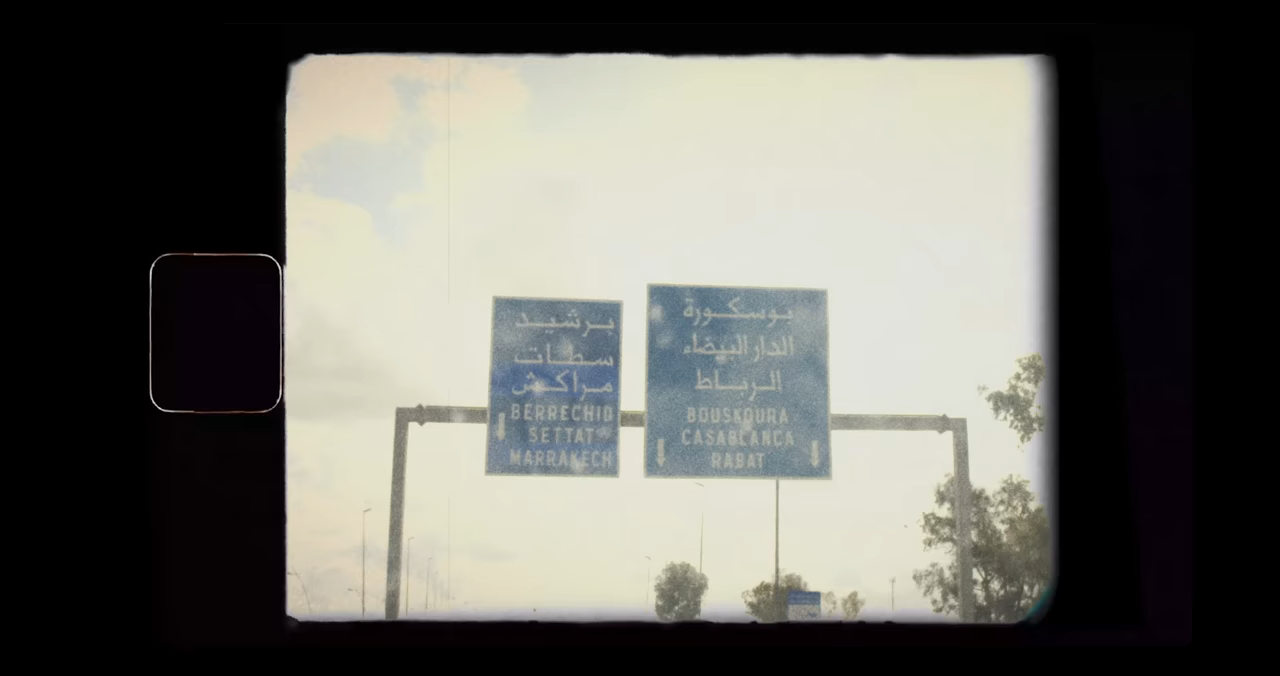 برشيد
سطات
مراكش
BERRECHID
SETTAT
MARRAKECH
بوسكورة
الدار البيضاء
الرباط
BOUSKOURA
CASABLANCA
RABAT